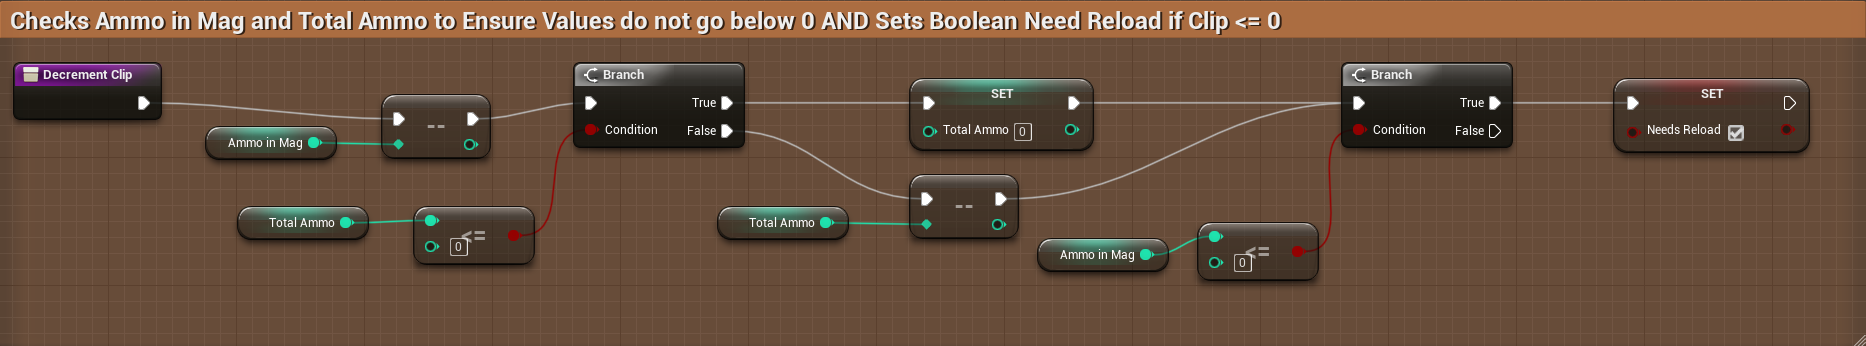 Checks Ammo in Mag and Total Ammo to Ensure Values do not go below 0 AND Sets Boolean Need Reload if Clip <= 0
Decrement Clip
Ammo in Mag
--
Total Ammo
<=
0
Branch
True
Condition
False
SET
Total Ammo 0
Total Ammo
--
Ammo in Mag
<=
0
Branch
True
Condition
False
SET
Needs Reload